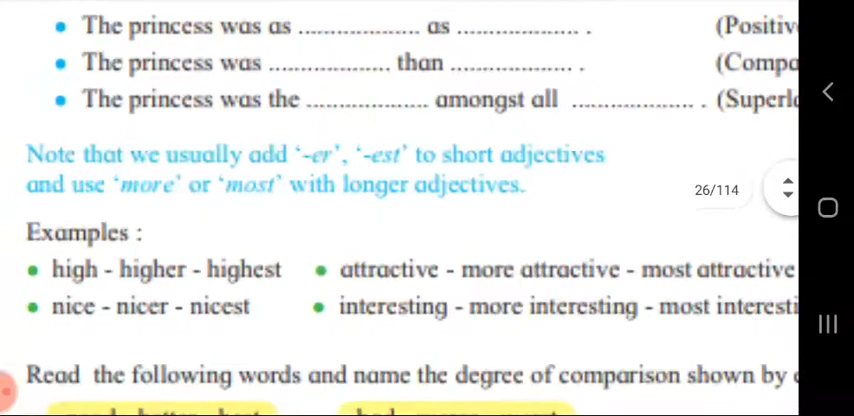 • The princess was as .................... as .................... . (Positiv
• The princess was .................... than .................... . (Compa
• The princess was the .................... amongst all .................... . (Superl
Note that we usually add ‘-er’, ‘-est’ to short adjectives
and use ‘more’ or ‘most’ with longer adjectives.
26/114
Examples :
• high - higher - highest • attractive - more attractive - most attractive
• nice - nicer - nicest • interesting - more interesting - most interesti
Read the following words and name the degree of comparison shown by